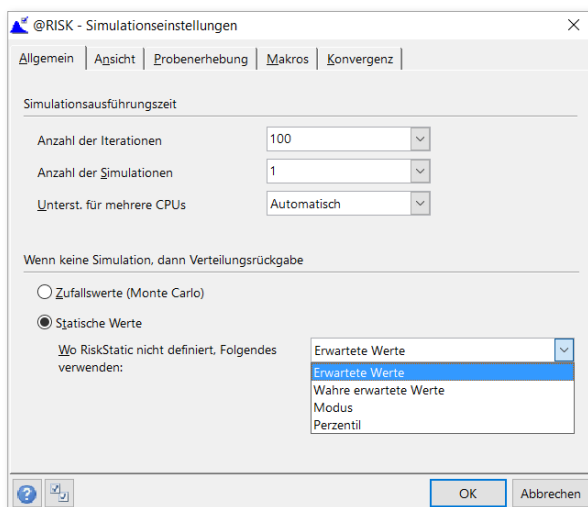 @RISK - Simulationseinstellungen
Allgemein Ansicht Probenerhebung Makros Konvergenz
Simulationsausführungszeit
Anzahl der Iterationen 100
Anzahl der Simulationen 1
Unterst. für mehrere CPUs Automatisch
Wenn keine Simulation, dann Verteilungsrückgabe
Zufallswerte (Monte Carlo)
Statische Werte
Wo RiskStatic nicht definiert, Folgendes Erwartete Werte
verwenden:
Erwartete Werte
Wahre erwartete Werte
Modus
Perzentil
OK Abbrechen